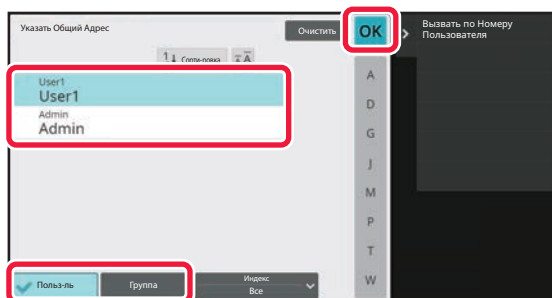 Указать Общий Адрес
Очистить
OK
Вызвать по Номеру
Пользователя
Сорти-ровка
User1
User1
Admin
Admin
A
D
G
J
M
P
T
W
Польз-ль
Группа
Индекс
Все